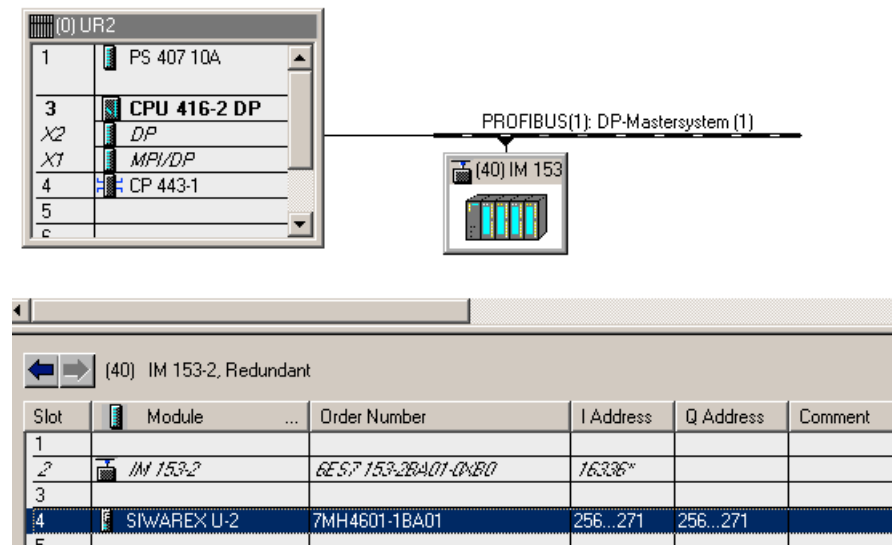 (0) UR2
1 PS 407 10A
3 CPU 416-2 DP
X2 DP
X1 MPI/DP
4 CP 443-1
5
PROFIBUS(1): DP-Mastersystem (1)
(40) IM 153
(40) IM 153-2, Redundant
Slot Module ... Order Number I Address Q Address Comment
1
2 IM 153-2 6ES7 153-2BA01-0XB0 16336*
3
4 SIWAREX U-2 7MH4601-1BA01 256...271 256...271